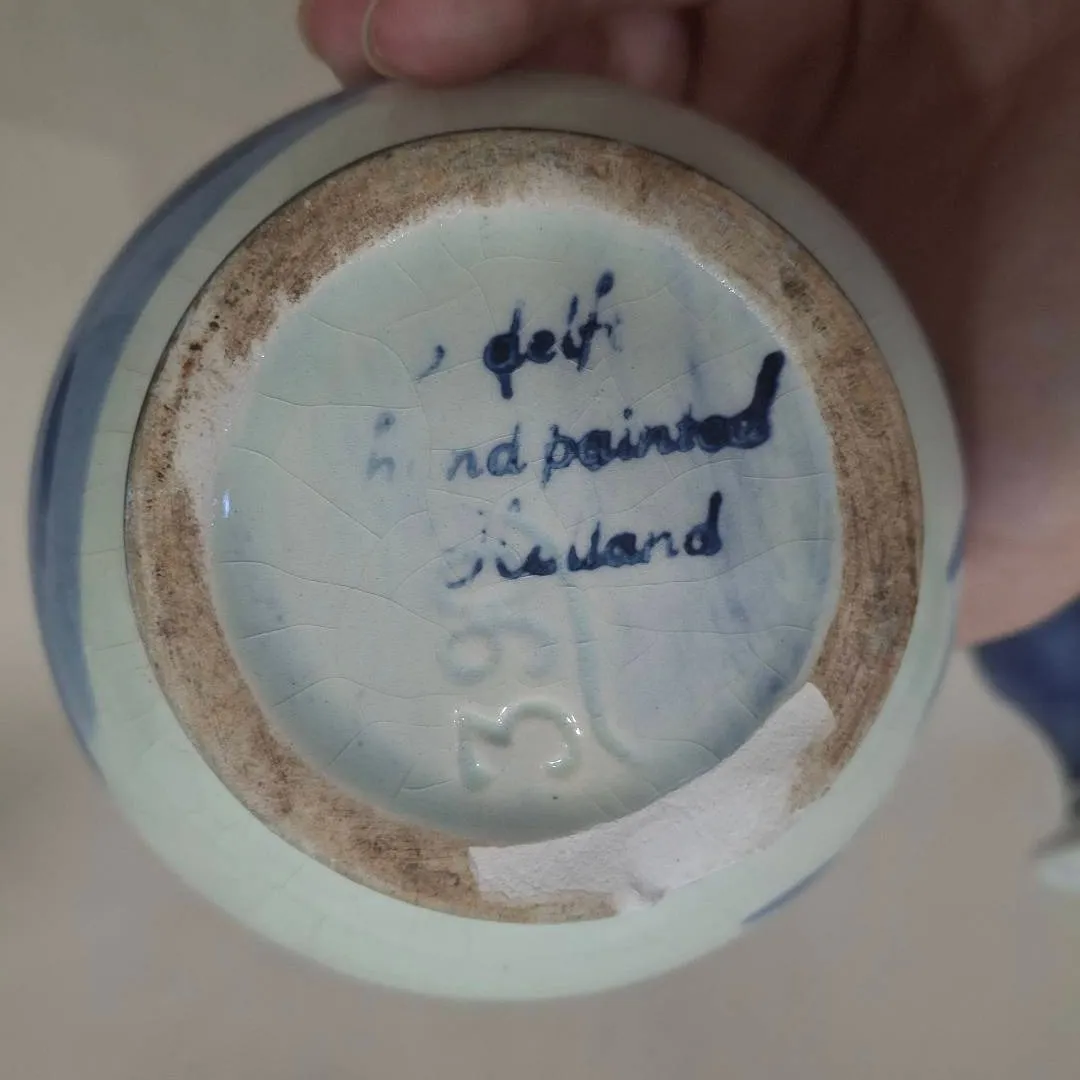 delft
hand painted
Holland